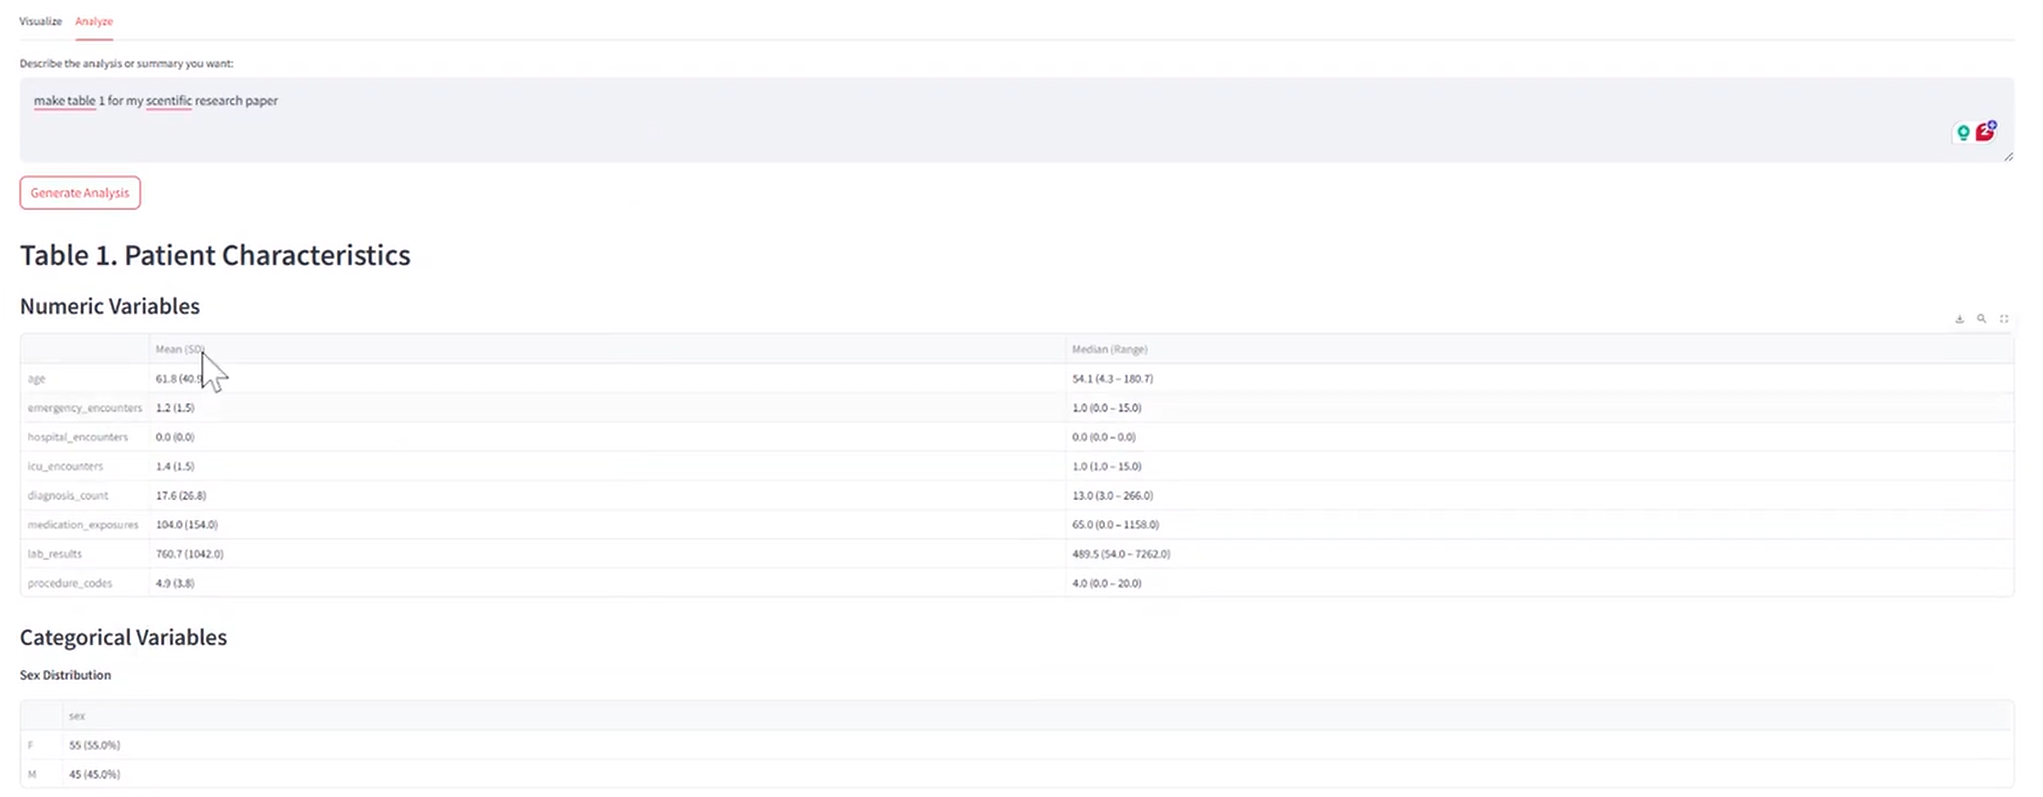 Visualize Analyze
Describe the analysis or summary you want:
make table 1 for my scentific research paper
2
Generate Analysis
Table 1. Patient Characteristics
Numeric Variables
Mean (SD) Median (Range)
age 61.8 (40.9 54.1 (4.3 – 180.7)
emergency_encounters 1.2 (1.5) 1.0 (0.0 – 15.0)
hospital_encounters 0.0 (0.0) 0.0 (0.0 – 0.0)
icu_encounters 1.4 (1.5) 1.0 (1.0 – 15.0)
diagnosis_count 17.6 (26.8) 13.0 (3.0 – 266.0)
medication_exposures 104.0 (154.0) 65.0 (0.0 – 1158.0)
lab_results 760.7 (1042.0) 489.5 (54.0 – 7262.0)
procedure_codes 4.9 (3.8) 4.0 (0.0 – 20.0)
Categorical Variables
Sex Distribution
sex
F 55 (55.0%)
M 45 (45.0%)